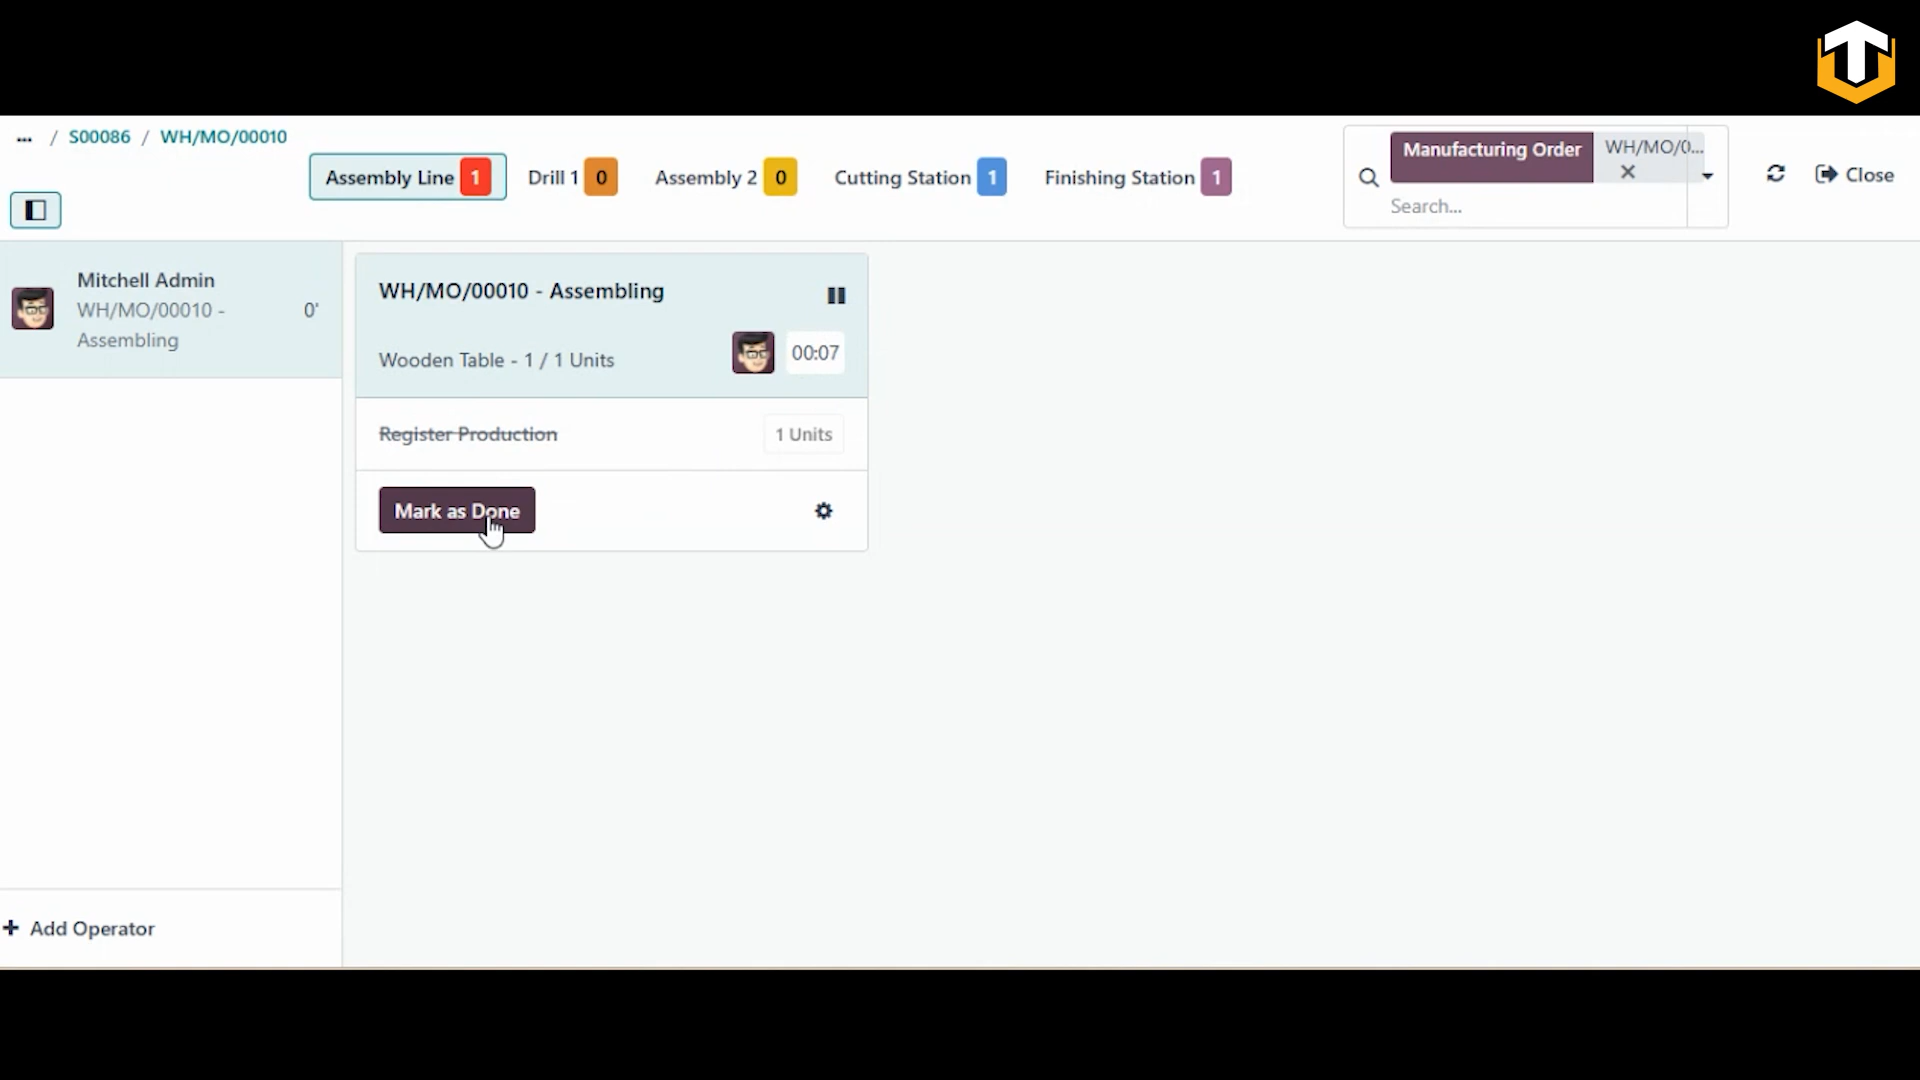 ... / S00086 / WH/MO/00010
Assembly Line 1
Drill 1 0
Assembly 2 0
Cutting Station 1
Finishing Station 1
Manufacturing Order WH/MO/0...
Search...
Close
Mitchell Admin
WH/MO/00010 - 0'
Assembling
WH/MO/00010 - Assembling
Wooden Table - 1 / 1 Units 00:07
Register Production 1 Units
Mark as Done
Add Operator